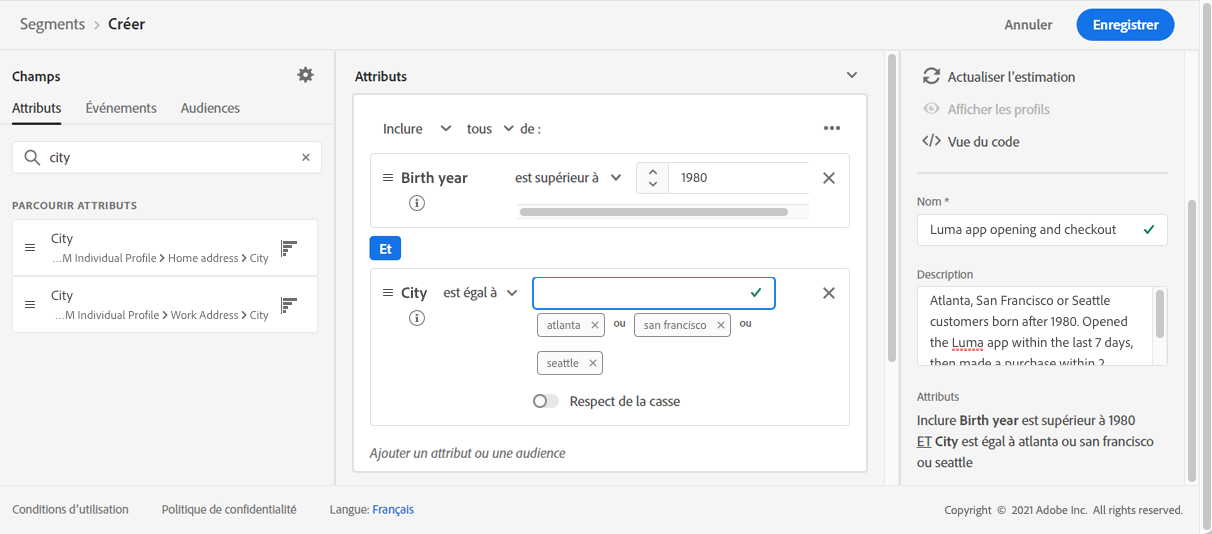 Segments > Créer
Annuler
Enregistrer
Champs
Attributs
Événements
Audiences
city
PARCOURIR ATTRIBUTS
City
...M Individual Profile > Home address > City
City
...M Individual Profile > Work Address > City
Attributs
Inclure tous de :
Birth year est supérieur à 1980
Et
City est égal à
atlanta ou san francisco ou
seattle
Respect de la casse
Ajouter un attribut ou une audience
Actualiser l'estimation
Afficher les profils
</> Vue du code
Nom *
Luma app opening and checkout
Description
Atlanta, San Francisco or Seattle
customers born after 1980. Opened
the Luma app within the last 7 days,
then made a purchase within 2
Attributs
Inclure Birth year est supérieur à 1980
ET City est égal à atlanta ou san francisco
ou seattle
Conditions d'utilisation
Politique de confidentialité
Langue: Français
Copyright © 2021 Adobe Inc. All rights reserved.